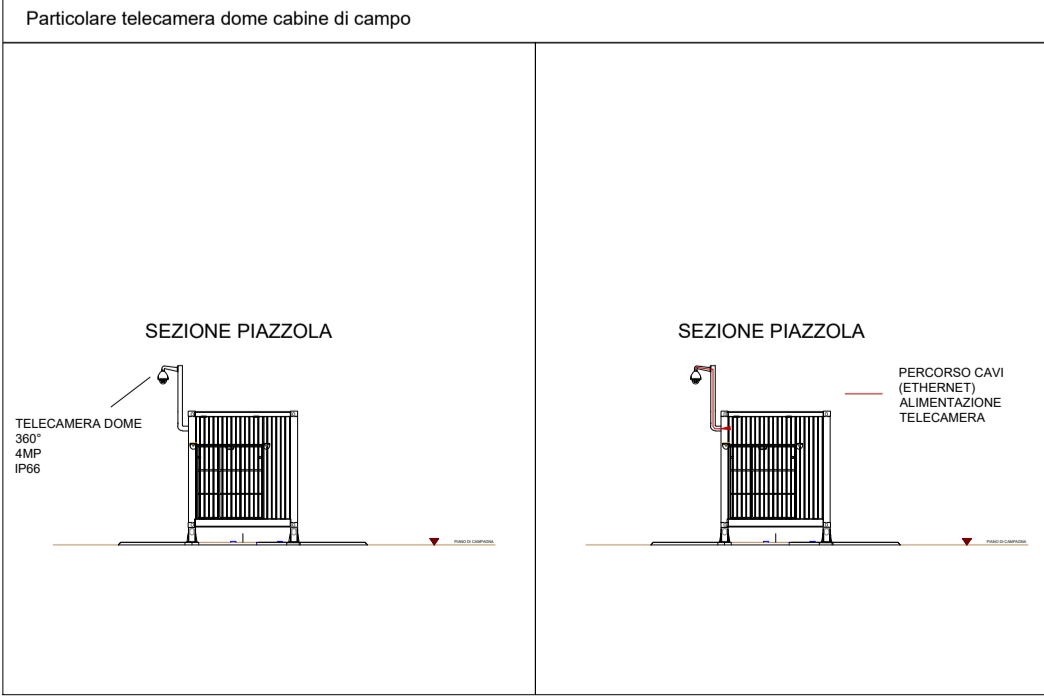 Particolare telecamera dome cabine di campo
SEZIONE PIAZZOLA
TELECAMERA DOME
360°
4MP
IP66
PIANO DI CAMPAGNA
SEZIONE PIAZZOLA
PERCORSO CAVI
(ETHERNET)
ALIMENTAZIONE
TELECAMERA
PIANO DI CAMPAGNA